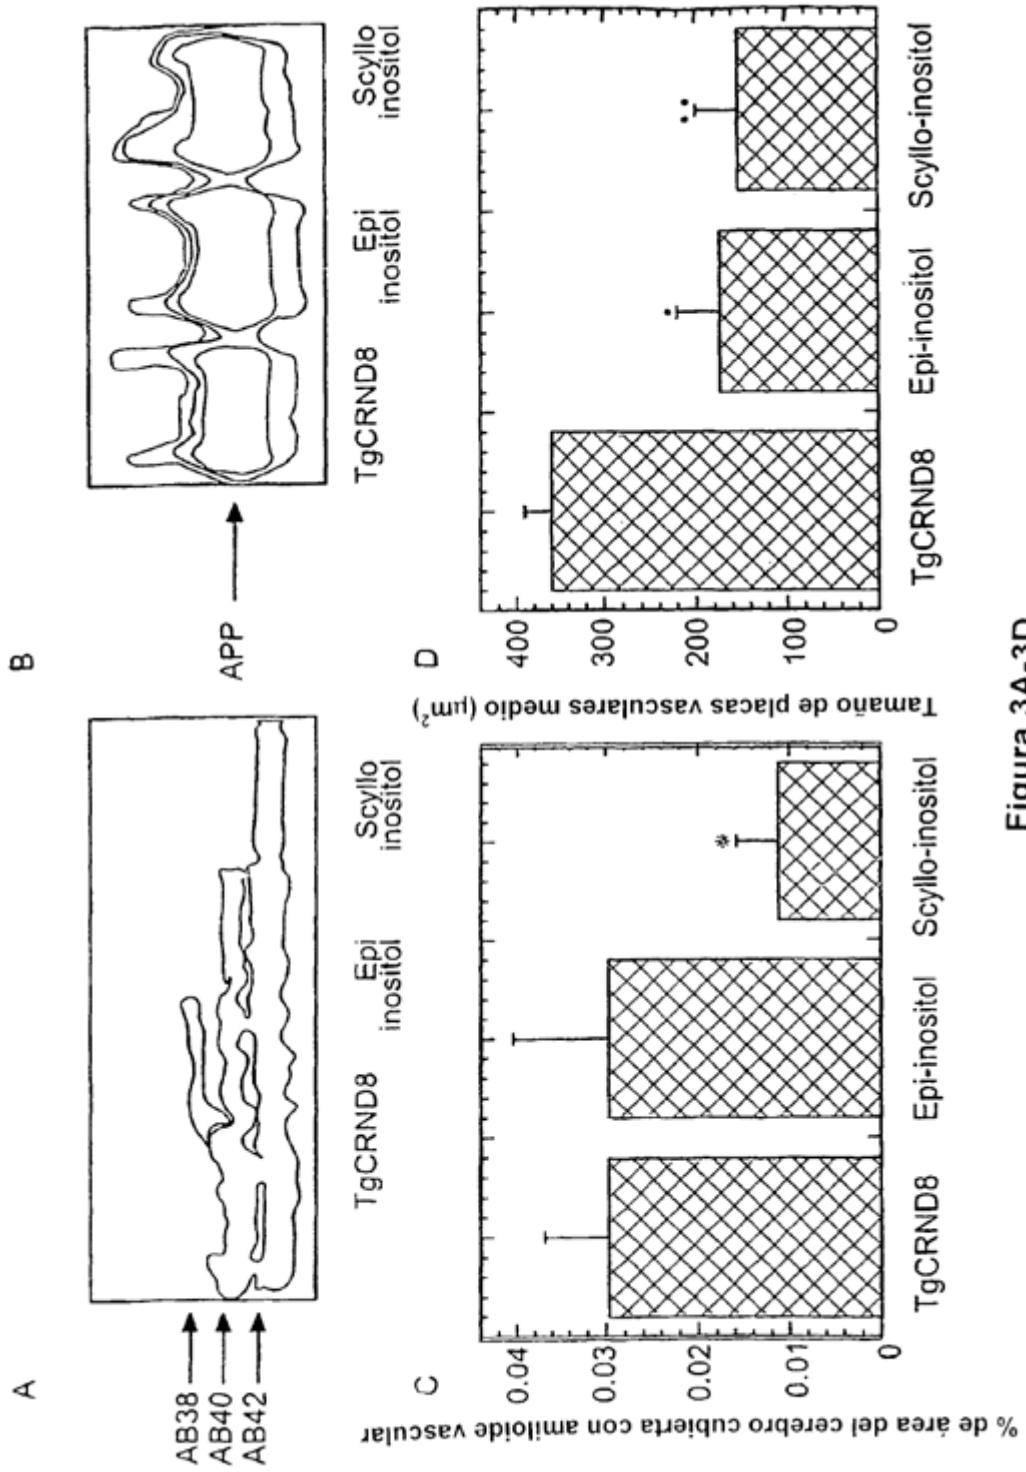 A
AB38
AB40
AB42
TgCRND8
Epi
inositol
Scyllo
inositol
B
APP
TgCRND8
Epi
inositol
Scyllo
inositol
C
% de área del cerebro cubierta con amiloide vascular
0.04
0.03
0.02
0.01
0
*
TgCRND8
Epi-inositol
Scyllo-inositol
D
Tamaño de placas vasculares medio (μm²)
400
300
200
100
0
TgCRND8
Epi-inositol
Scyllo-inositol
Figura 3A-3D